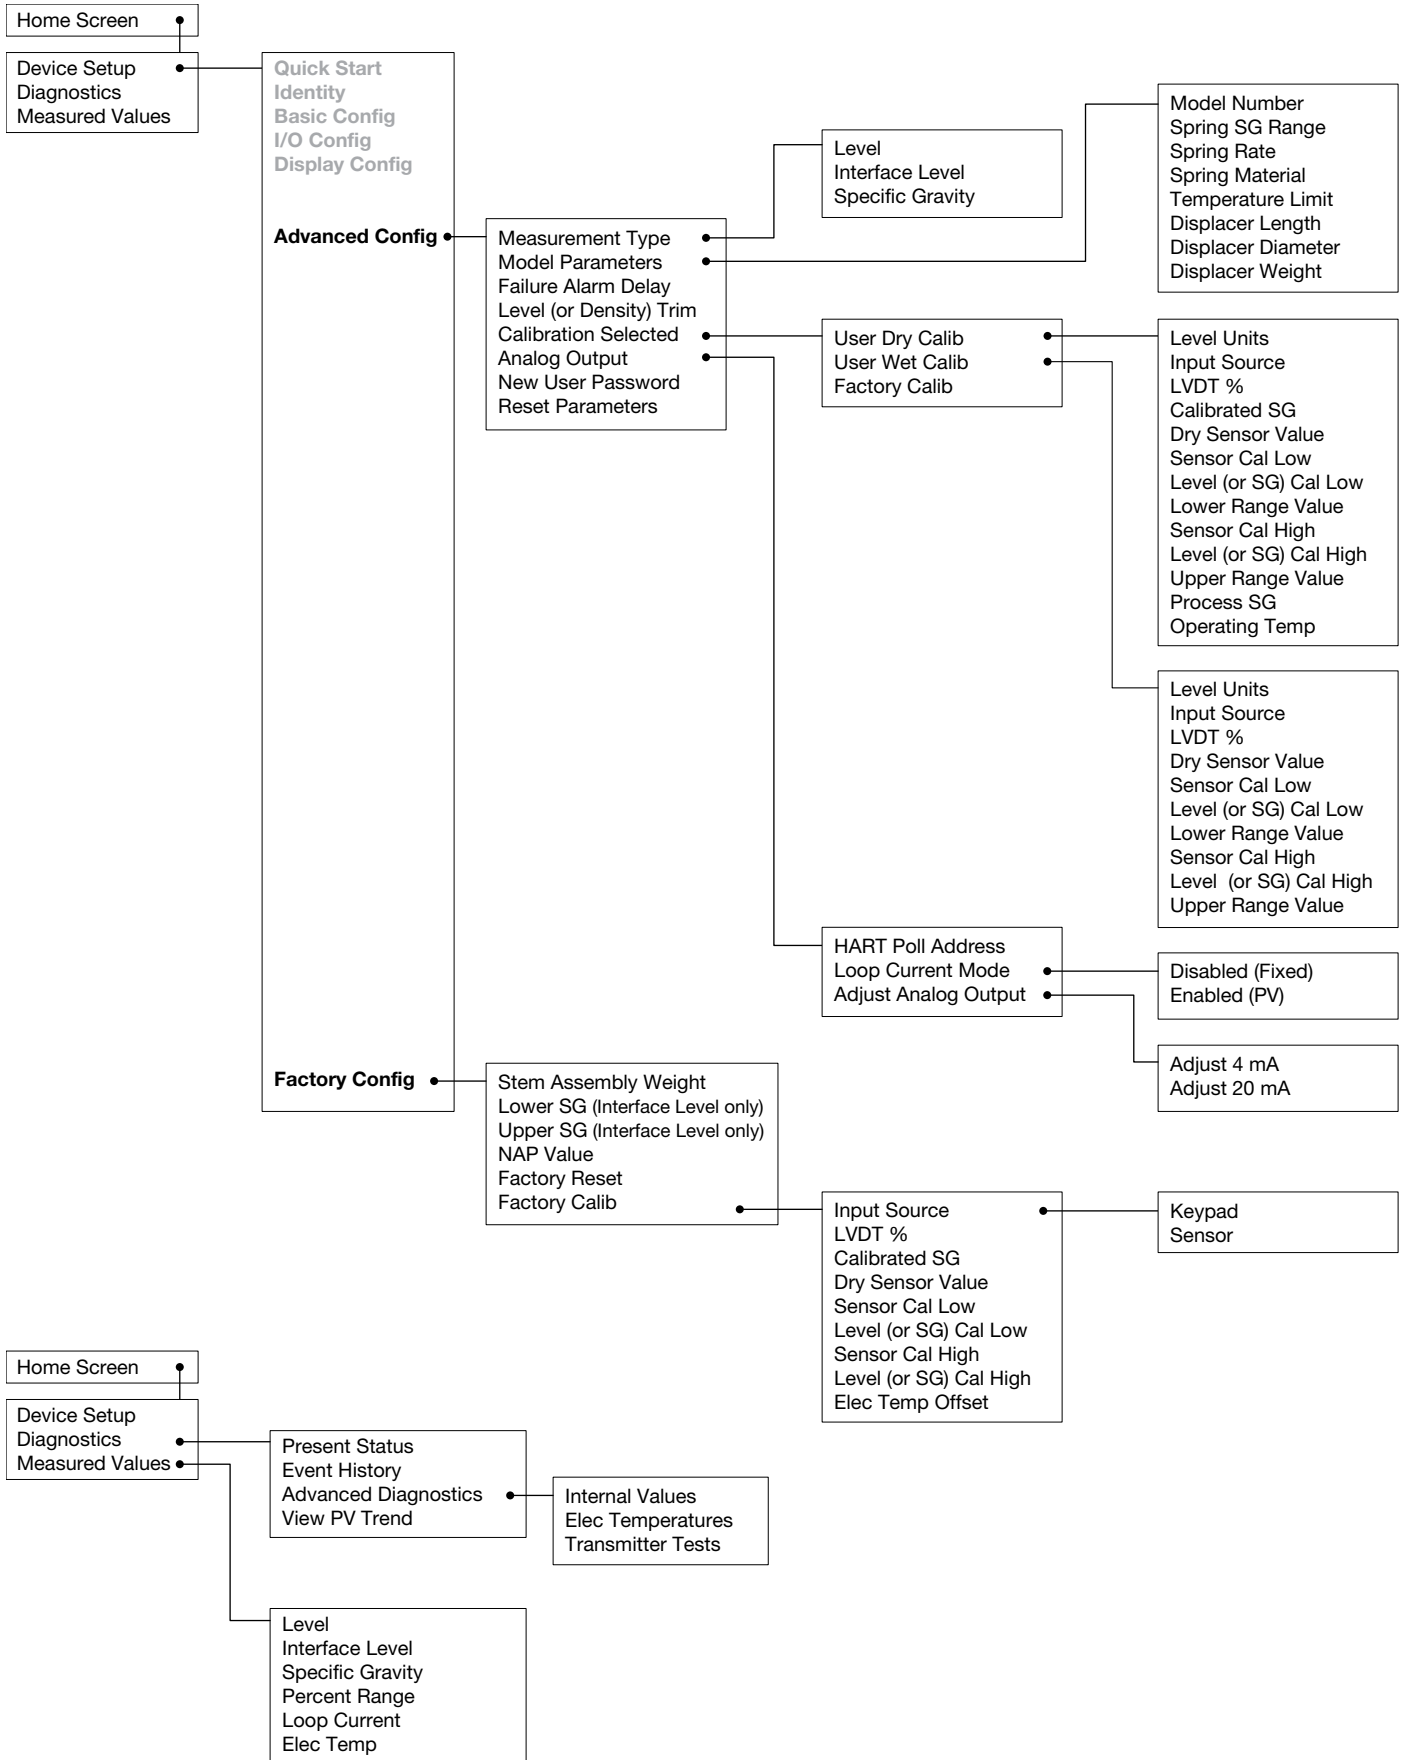 Home Screen
Device Setup
Diagnostics
Measured Values
Quick Start
Identity
Basic Config
I/O Config
Display Config
Advanced Config
Factory Config
Measurement Type
Model Parameters
Failure Alarm Delay
Level (or Density) Trim
Calibration Selected
Analog Output
New User Password
Reset Parameters
Level
Interface Level
Specific Gravity
Model Number
Spring SG Range
Spring Rate
Spring Material
Temperature Limit
Displacer Length
Displacer Diameter
Displacer Weight
User Dry Calib
User Wet Calib
Factory Calib
Level Units
Input Source
LVDT %
Calibrated SG
Dry Sensor Value
Sensor Cal Low
Level (or SG) Cal Low
Lower Range Value
Sensor Cal High
Level (or SG) Cal High
Upper Range Value
Process SG
Operating Temp
Level Units
Input Source
LVDT %
Dry Sensor Value
Sensor Cal Low
Level (or SG) Cal Low
Lower Range Value
Sensor Cal High
Level  (or SG) Cal High
Upper Range Value
HART Poll Address
Loop Current Mode
Adjust Analog Output
Disabled (Fixed)
Enabled (PV)
Adjust 4 mA
Adjust 20 mA
Stem Assembly Weight
Lower SG (Interface Level only)
Upper SG (Interface Level only)
NAP Value
Factory Reset
Factory Calib
Input Source
LVDT %
Calibrated SG
Dry Sensor Value
Sensor Cal Low
Level (or SG) Cal Low
Sensor Cal High
Level (or SG) Cal High
Elec Temp Offset
Keypad
Sensor
Home Screen
Device Setup
Diagnostics
Measured Values
Present Status
Event History
Advanced Diagnostics
View PV Trend
Internal Values
Elec Temperatures
Transmitter Tests
Level
Interface Level
Specific Gravity
Percent Range
Loop Current
Elec Temp